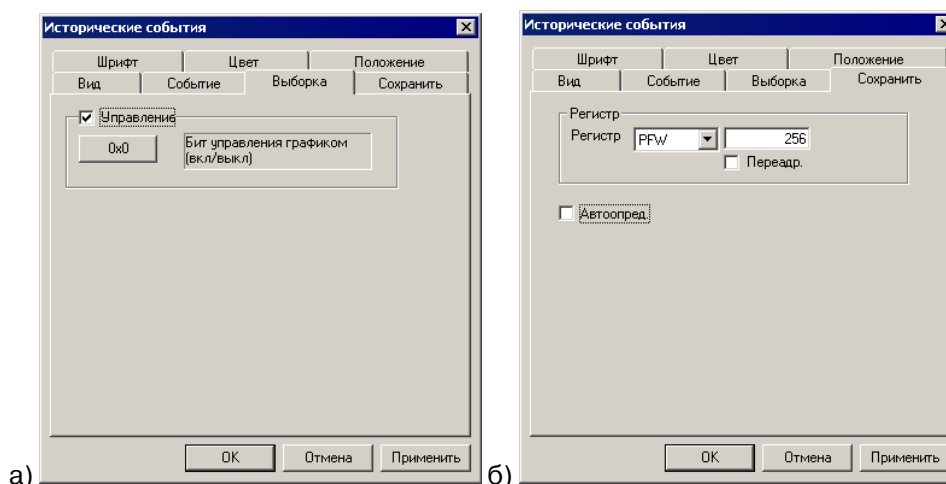 Исторические события
Шрифт Цвет Положение
Вид Событие Выборка Сохранить
Управление
0x0 Бит управления графиком
(вкл/выкл)
OK Отмена Применить
а)
Исторические события
Шрифт Цвет Положение
Вид Событие Выборка Сохранить
Регистр
Регистр PFW 256
Переадр.
Автоопред.
OK Отмена Применить
б)